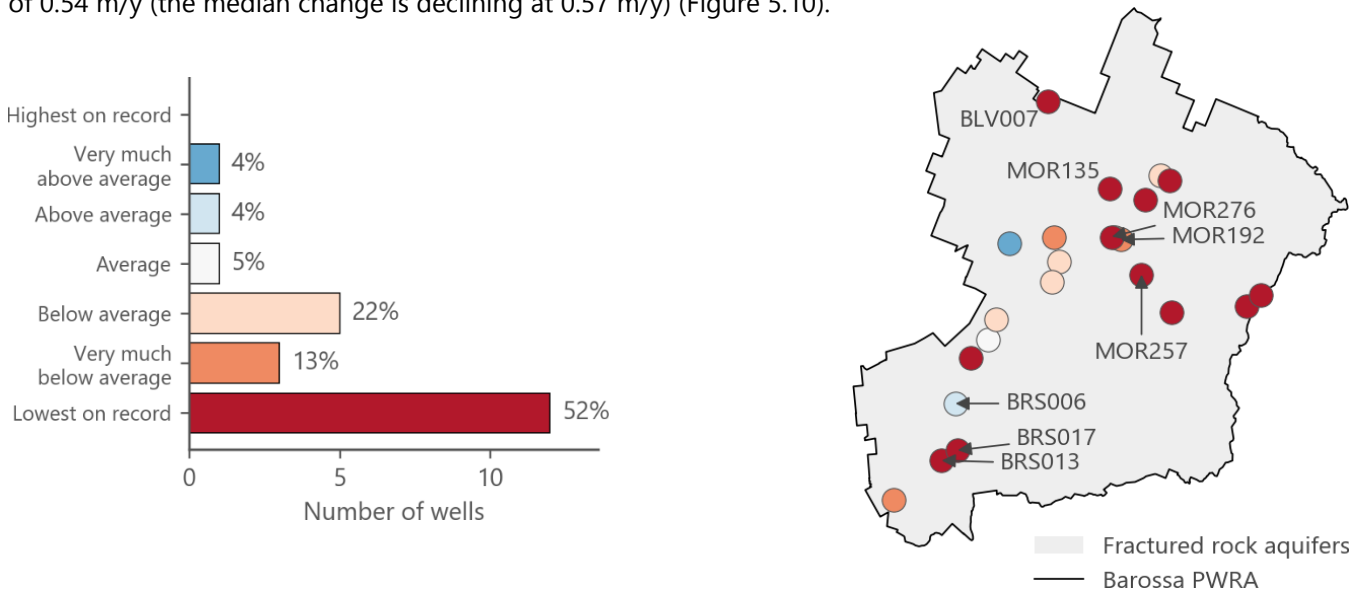 of 0.54 m/y (the median change is declining at 0.57 m/y) (Figure 5.10).
Highest on record
Very much
above average
4%
Above average
4%
Average
5%
Below average
22%
Very much
below average
13%
Lowest on record
52%
0
5
10
Number of wells
BLV007
MOR135
MOR276
MOR192
MOR257
BRS006
BRS017
BRS013
Fractured rock aquifers
Barossa PWRA